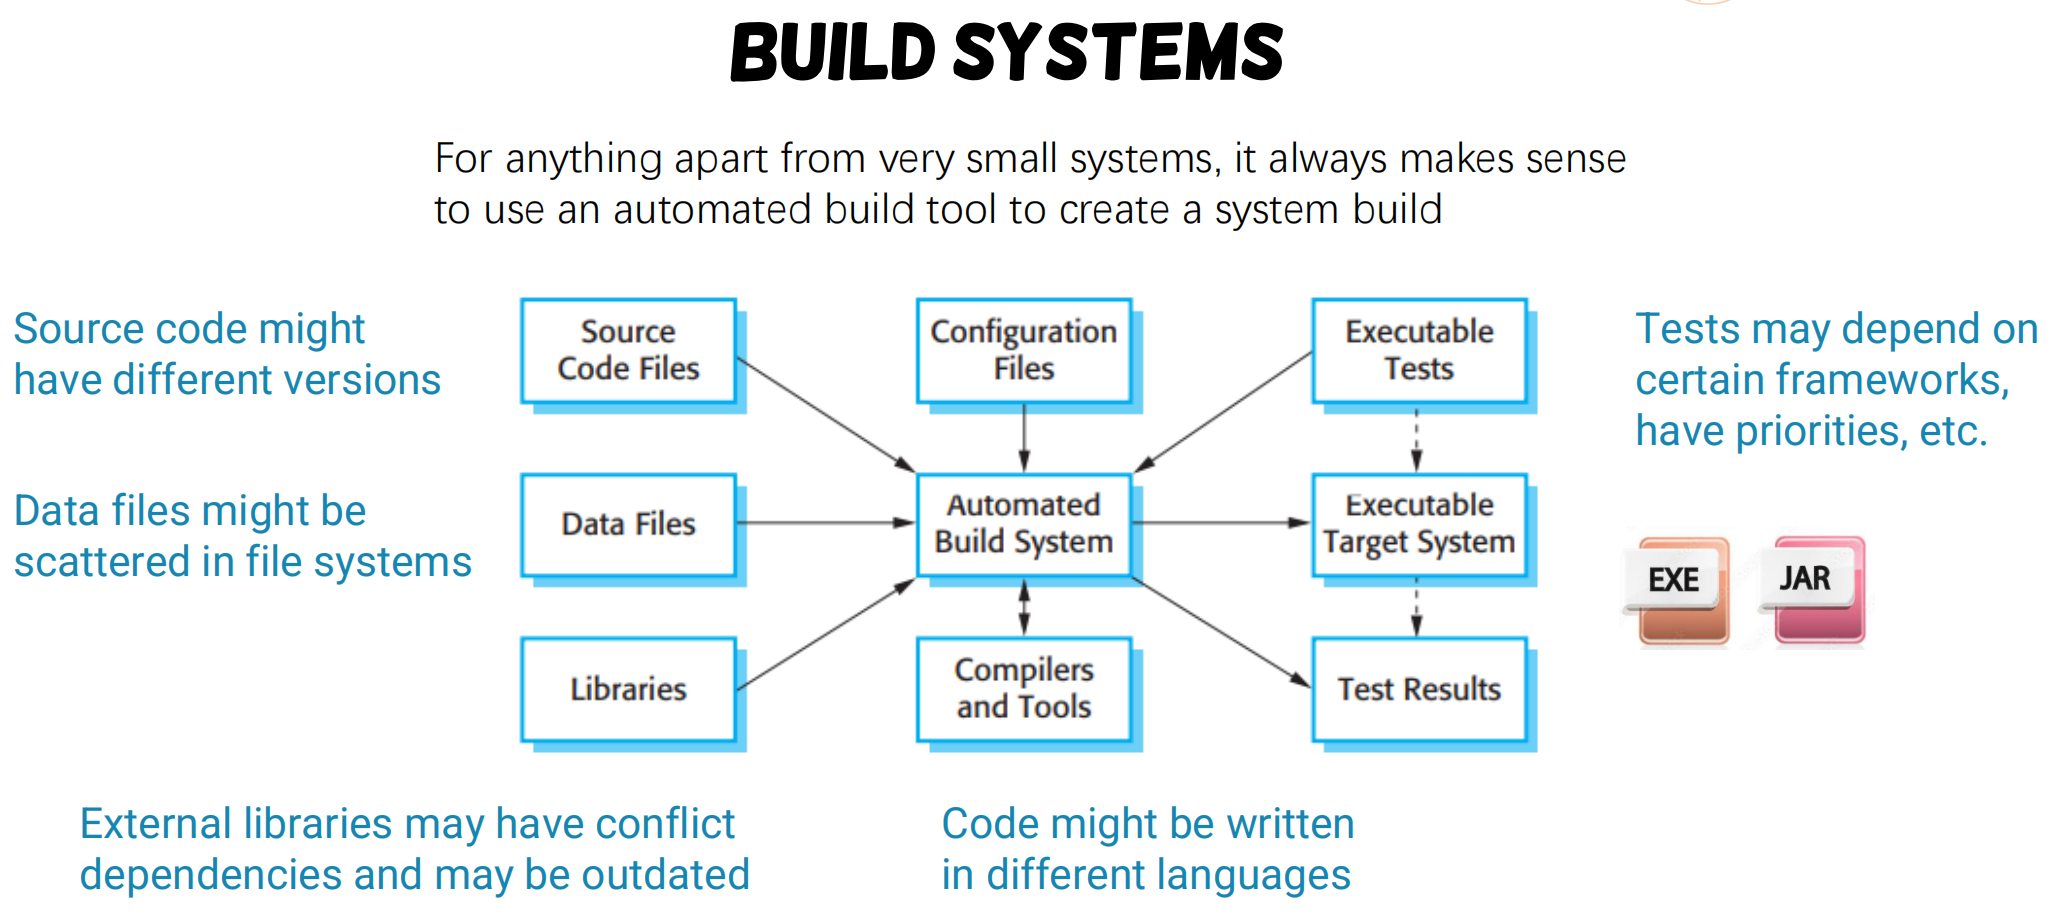 BUILD SYSTEMS
For anything apart from very small systems, it always makes sense
to use an automated build tool to create a system build
Source code might
have different versions
Source
Code Files
Configuration
Files
Executable
Tests
Tests may depend on
certain frameworks,
have priorities, etc.
Data files might be
scattered in file systems
Data Files
Automated
Build System
Executable
Target System
EXE
JAR
Libraries
Compilers
and Tools
Test Results
External libraries may have conflict
dependencies and may be outdated
Code might be written
in different languages